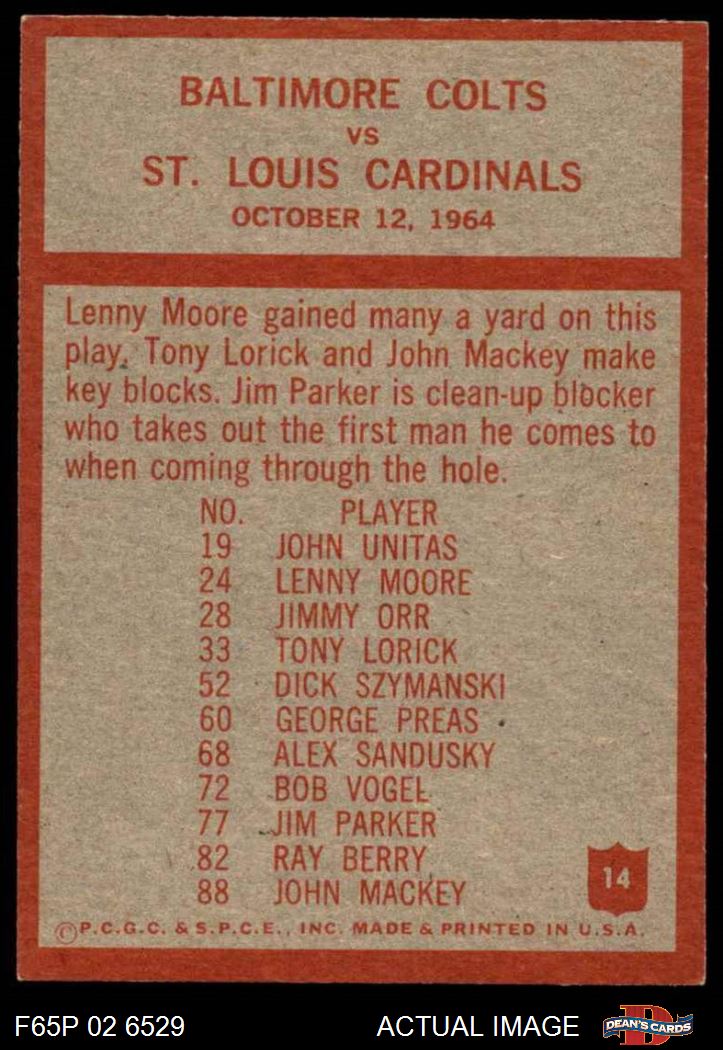 BALTIMORE COLTS
VS
ST. LOUIS CARDINALS
OCTOBER 12, 1964
Lenny Moore gained many a yard on this
play. Tony Lorick and John Mackey make
key blocks. Jim Parker is clean-up blocker
who takes out the first man he comes to
when coming through the hole.
NO. PLAYER
19 JOHN UNITAS
24 LENNY MOORE
28 JIMMY ORR
33 TONY LORICK
52 DICK SZYMANSKI
60 GEORGE PREAS
68 ALEX SANDUSKY
72 BOB VOGEL
77 JIM PARKER
82 RAY BERRY
88 JOHN MACKEY
14
©P.C.G.C. & S.P.C.E., INC. MADE & PRINTED IN U.S.A.
F65P 02 6529 ACTUAL IMAGE DEAN'S CARDS